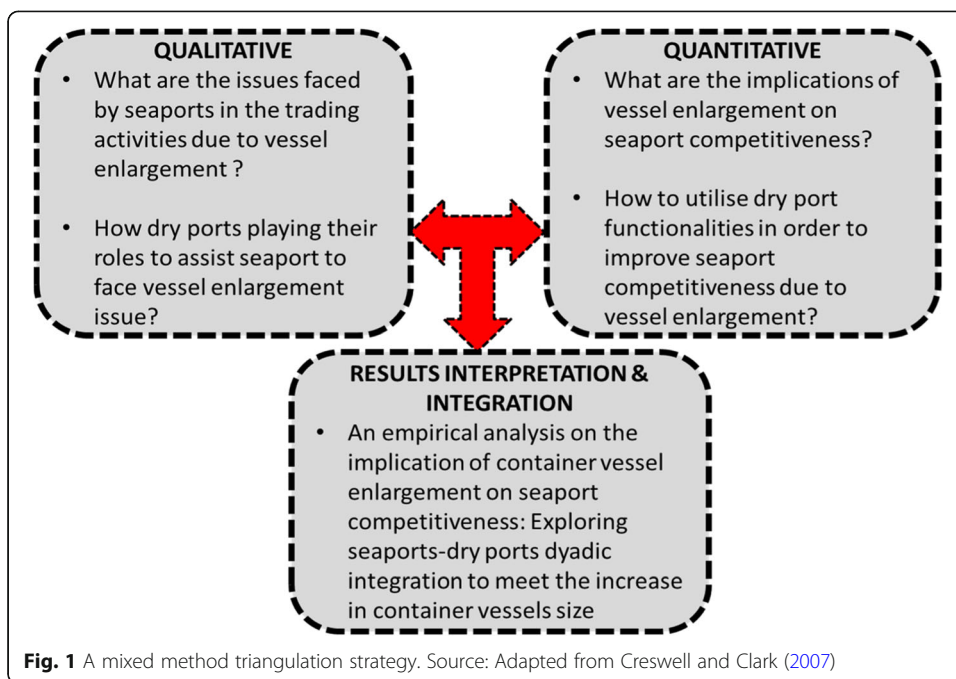 QUALITATIVE
• What are the issues faced
by seaports in the trading
activities due to vessel
enlargement ?
• How dry ports playing their
roles to assist seaport to
face vessel enlargement
issue?
QUANTITATIVE
• What are the implications of
vessel enlargement on
seaport competitiveness?
• How to utilise dry port
functionalities in order to
improve seaport
competitiveness due to
vessel enlargement?
RESULTS INTERPRETATION &
INTEGRATION
• An empirical analysis on the
implication of container vessel
enlargement on seaport
competitiveness: Exploring
seaports-dry ports dyadic
integration to meet the increase
in container vessels size
Fig. 1 A mixed method triangulation strategy. Source: Adapted from Creswell and Clark (2007)